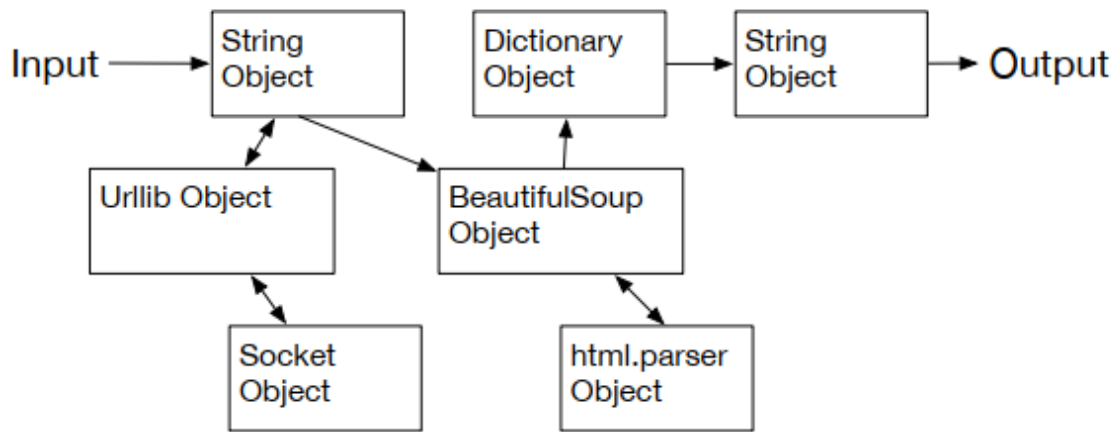 Input
String
Object
Dictionary
Object
String
Object
Output
Urllib Object
BeautifulSoup
Object
Socket
Object
html.parser
Object